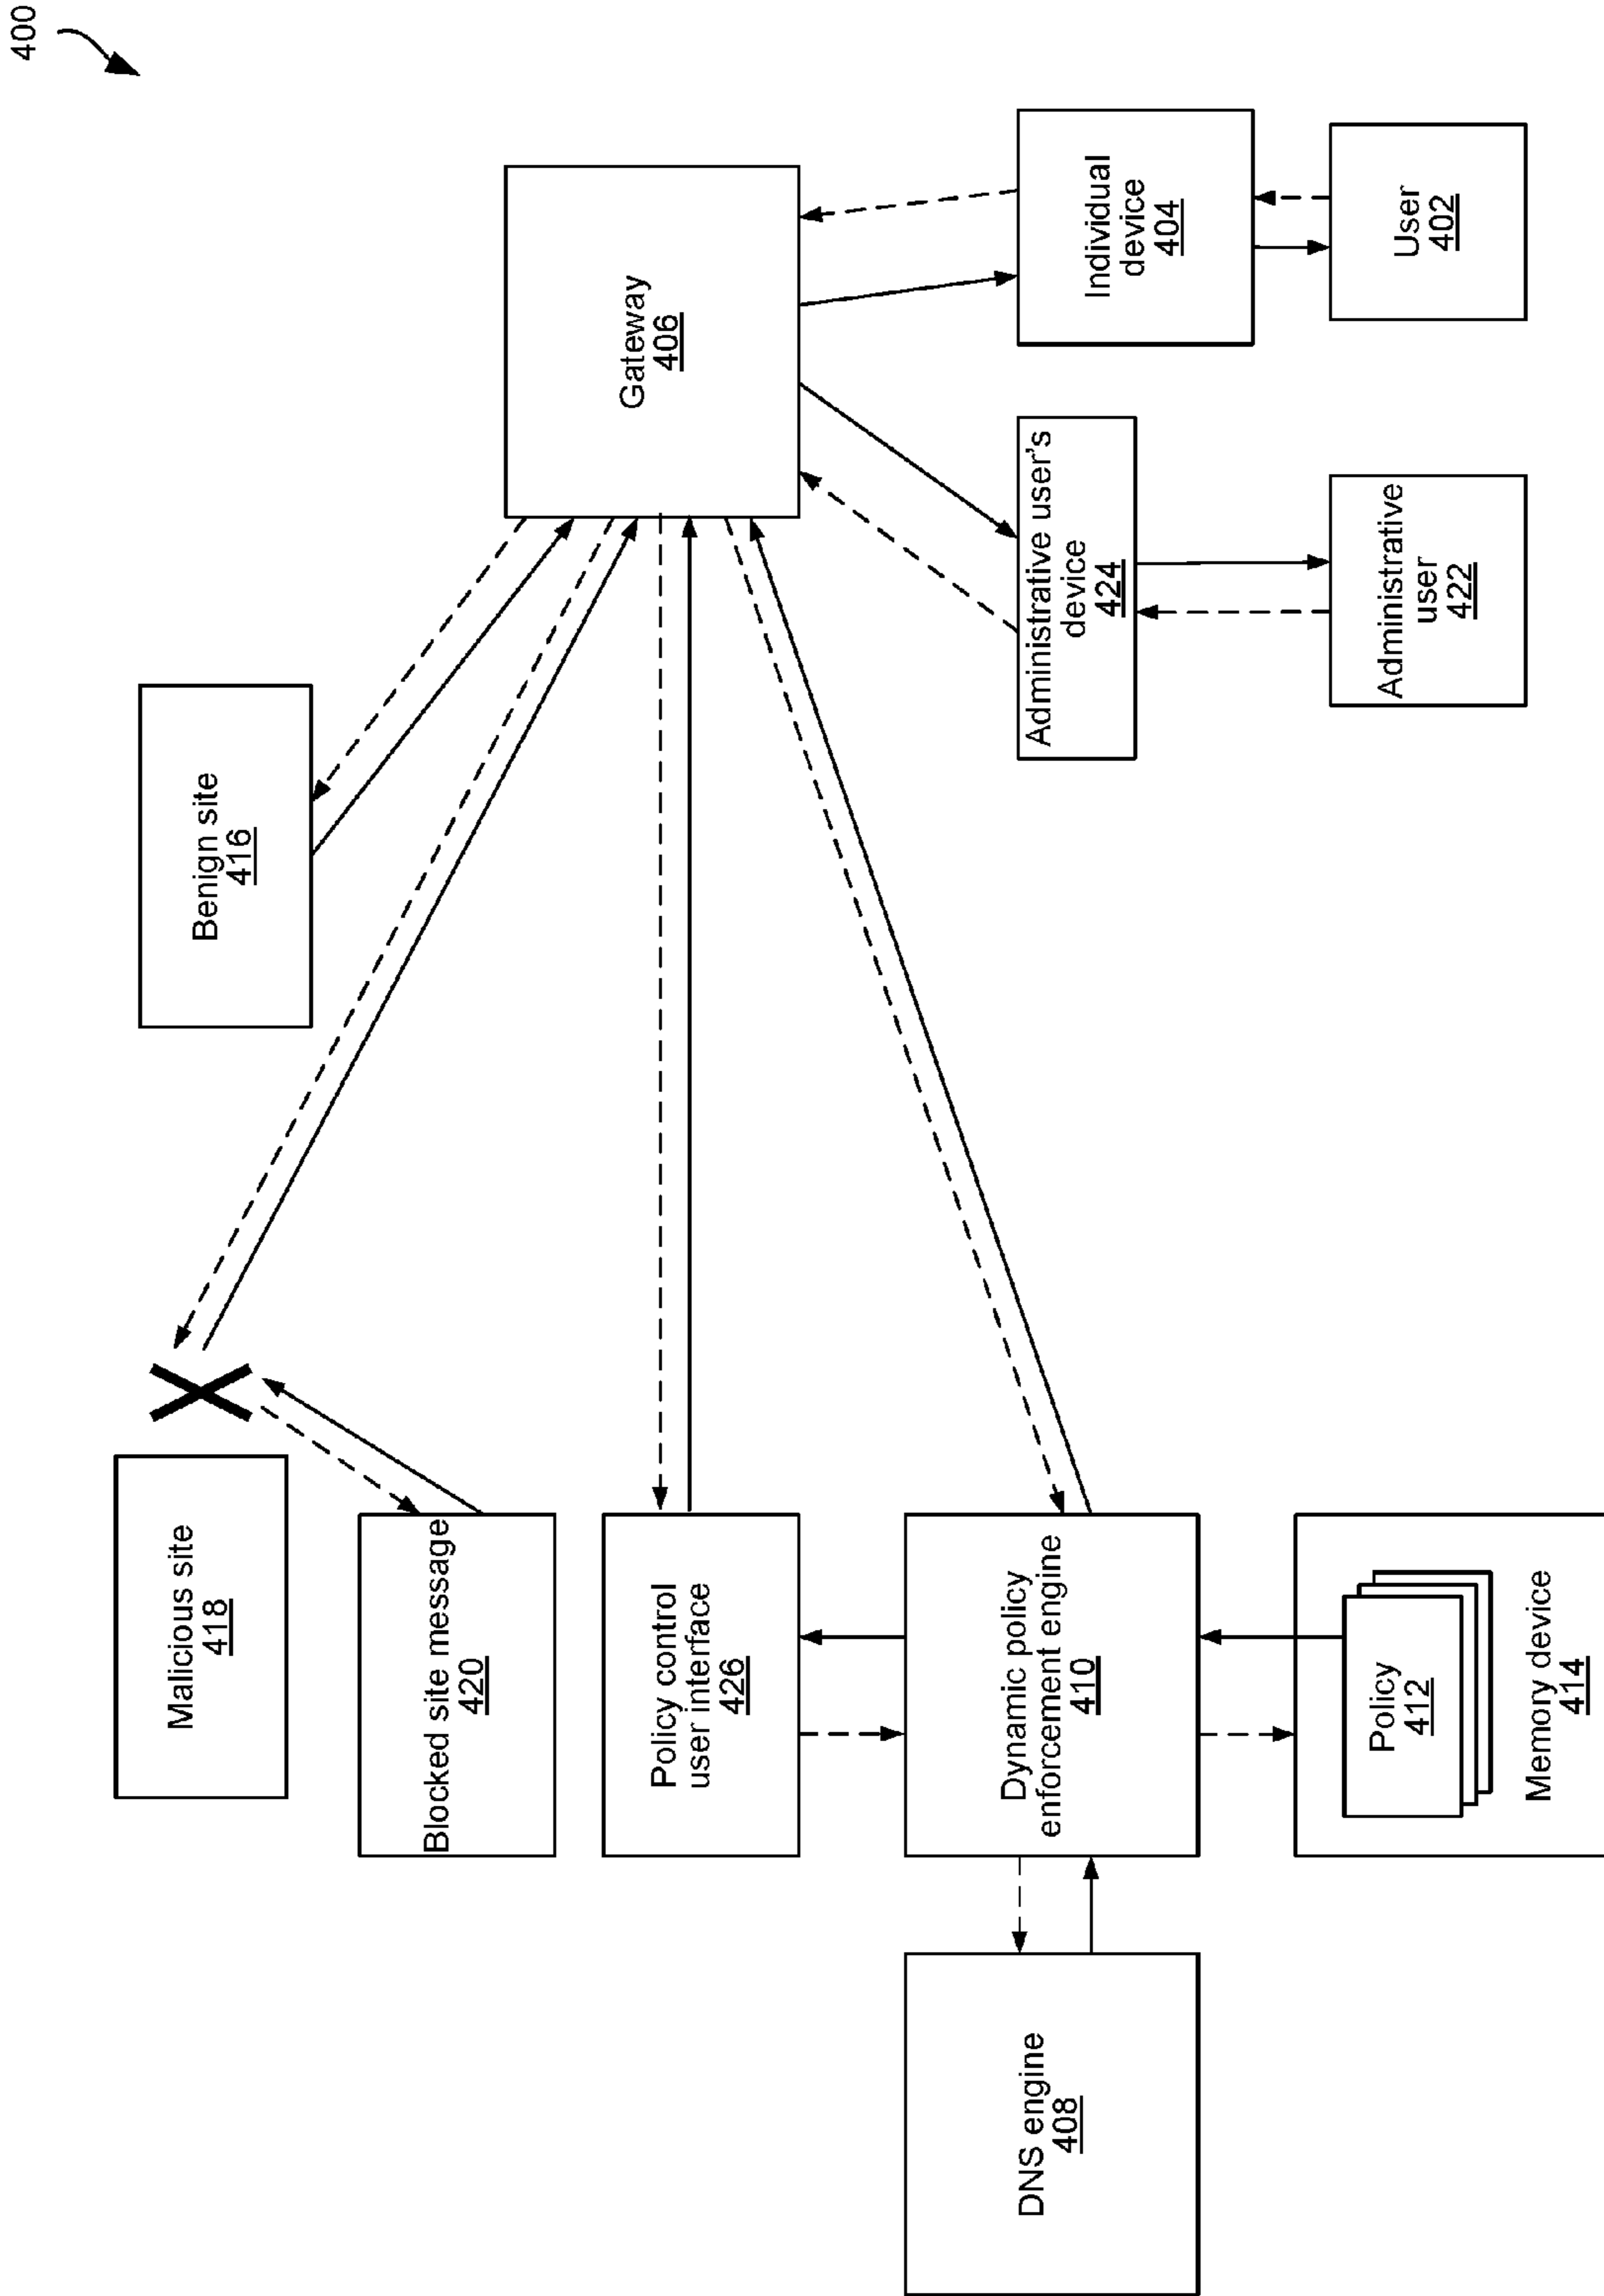 400
Malicious site
418
Benign site
416
Blocked site message
420
Policy control
user interface
426
Gateway
406
DNS engine
408
Dynamic policy
enforcement engine
410
Administrative user's
device
424
Individual
device
404
Policy
412
Memory device
414
Administrative
user
422
User
402